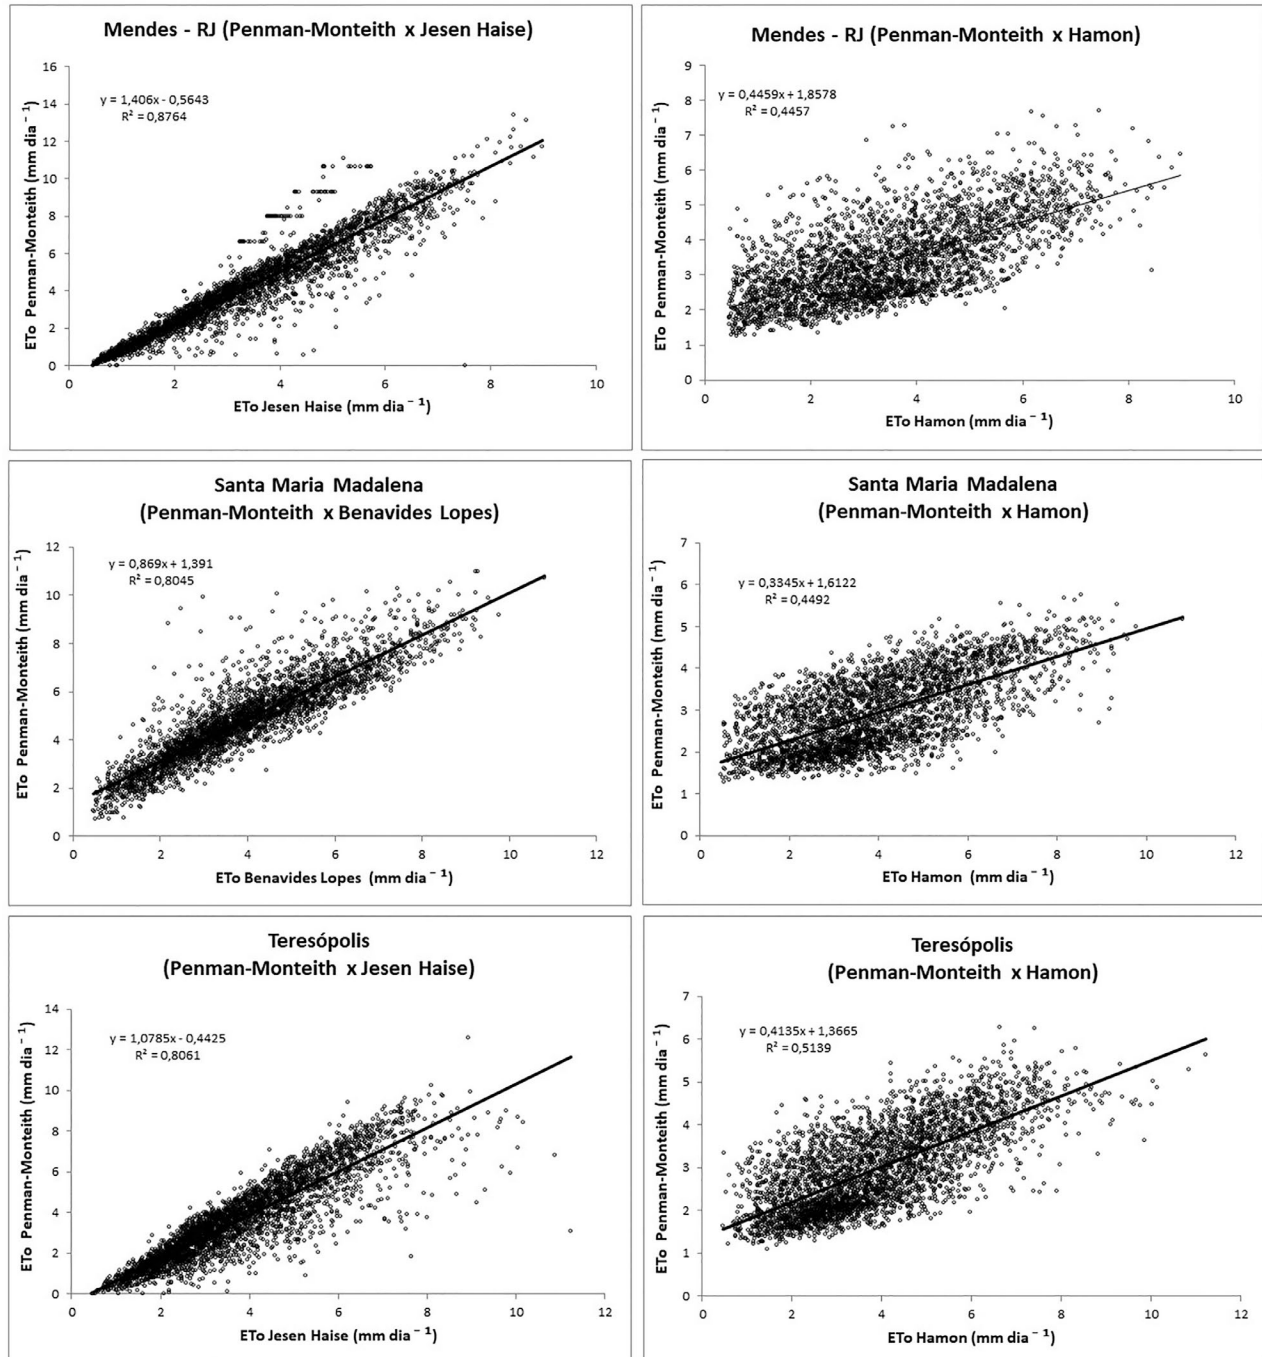 Mendes - RJ (Penman-Monteith x Jesen Haise)
16
14
12
10
8
6
4
2
0
ETo Penman-Monteith (mm dia ⁻ ¹)
y = 1,406x - 0,5643
R² = 0,8764
0 2 4 6 8 10
ETo Jesen Haise (mm dia ⁻ ¹)
Mendes - RJ (Penman-Monteith x Hamon)
9
8
7
6
5
4
3
2
1
0
ETo Penman-Monteith (mm dia ⁻ ¹)
y = 0,4459x + 1,8578
R² = 0,4457
0 2 4 6 8 10
ETo Hamon (mm dia ⁻ ¹)
Santa Maria Madalena
(Penman-Monteith x Benavides Lopes)
12
10
8
6
4
2
0
ETo Penman-Monteith (mm dia ⁻ ¹)
y = 0,869x + 1,391
R² = 0,8045
0 2 4 6 8 10 12
ETo Benavides Lopes (mm dia ⁻ ¹)
Santa Maria Madalena
(Penman-Monteith x Hamon)
7
6
5
4
3
2
1
0
ETo Penman-Monteith (mm dia ⁻ ¹)
y = 0,3345x + 1,6122
R² = 0,4492
0 2 4 6 8 10 12
ETo Hamon (mm dia ⁻ ¹)
Teresópolis
(Penman-Monteith x Jesen Haise)
14
12
10
8
6
4
2
0
ETo Penman-Monteith (mm dia ⁻ ¹)
y = 1,0785x - 0,4425
R² = 0,8061
0 2 4 6 8 10 12
ETo Jesen Haise (mm dia ⁻ ¹)
Teresópolis
(Penman-Monteith x Hamon)
7
6
5
4
3
2
1
0
ETo Penman-Monteith (mm dia ⁻ ¹)
y = 0,4135x + 1,3665
R² = 0,5139
0 2 4 6 8 10 12
ETo Hamon (mm dia ⁻ ¹)